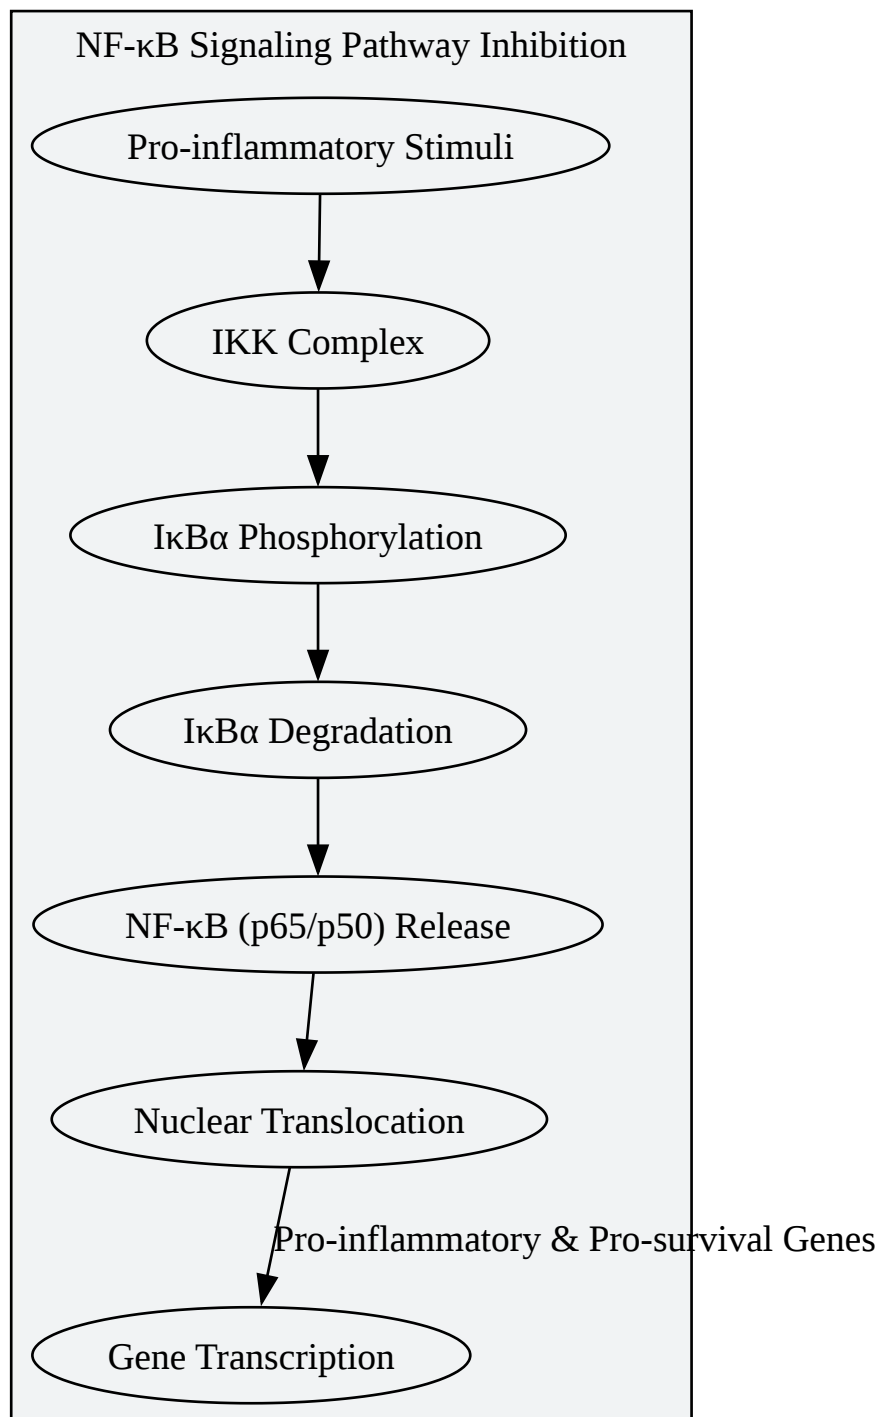 NF-κB Signaling Pathway Inhibition
Pro-inflammatory Stimuli
IKK Complex
IκBα Phosphorylation
IκBα Degradation
NF-κB (p65/p50) Release
Nuclear Translocation
Pro-inflammatory & Pro-survival Genes
Gene Transcription